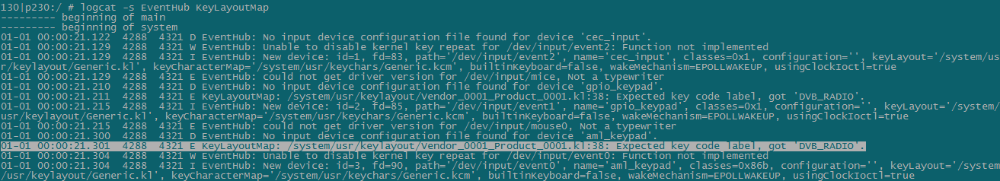 130|p230:/ # logcat -s EventHub KeyLayoutMap
--------- beginning of main
--------- beginning of system
01-01 00:00:21.122  4288  4321 D EventHub: No input device configuration file found for device 'cec_input'.
01-01 00:00:21.129  4288  4321 W EventHub: Unable to disable kernel key repeat for /dev/input/event2: Function not implemented
01-01 00:00:21.129  4288  4321 I EventHub: New device: id=1, fd=83, path='/dev/input/event2', name='cec_input', classes=0x1, configuration='', keyLayout='/system/us
r/keylayout/Generic.kl', keyCharacterMap='/system/usr/keychars/Generic.kcm', builtinKeyboard=false, wakeMechanism=EPOLLWAKEUP, usingClockIoctl=true
01-01 00:00:21.129  4288  4321 E EventHub: could not get driver version for /dev/input/mice, Not a typewriter
01-01 00:00:21.210  4288  4321 D EventHub: No input device configuration file found for device 'gpio_keypad'.
01-01 00:00:21.211  4288  4321 E KeyLayoutMap: /system/usr/keylayout/Vendor_0001_Product_0001.kl:38: Expected key code label, got 'DVB_RADIO'.
01-01 00:00:21.215  4288  4321 I EventHub: New device: id=2, fd=85, path='/dev/input/event1', name='gpio_keypad', classes=0x1, configuration='', keyLayout='/system/
usr/keylayout/Generic.kl', keyCharacterMap='/system/usr/keychars/Generic.kcm', builtinKeyboard=false, wakeMechanism=EPOLLWAKEUP, usingClockIoctl=true
01-01 00:00:21.215  4288  4321 E EventHub: could not get driver version for /dev/input/mouse0, Not a typewriter
01-01 00:00:21.300  4288  4321 D EventHub: No input device configuration file found for device 'aml_keypad'.
01-01 00:00:21.301  4288  4321 E KeyLayoutMap: /system/usr/keylayout/Vendor_0001_Product_0001.kl:38: Expected key code label, got 'DVB_RADIO'.
01-01 00:00:21.304  4288  4321 W EventHub: Unable to disable kernel key repeat for /dev/input/event0: Function not implemented
01-01 00:00:21.304  4288  4321 I EventHub: New device: id=3, fd=90, path='/dev/input/event0', name='aml_keypad', classes=0x86b, configuration='', keyLayout='/system
/usr/keylayout/Generic.kl', keyCharacterMap='/system/usr/keychars/Generic.kcm', builtinKeyboard=false, wakeMechanism=EPOLLWAKEUP, usingClockIoctl=true